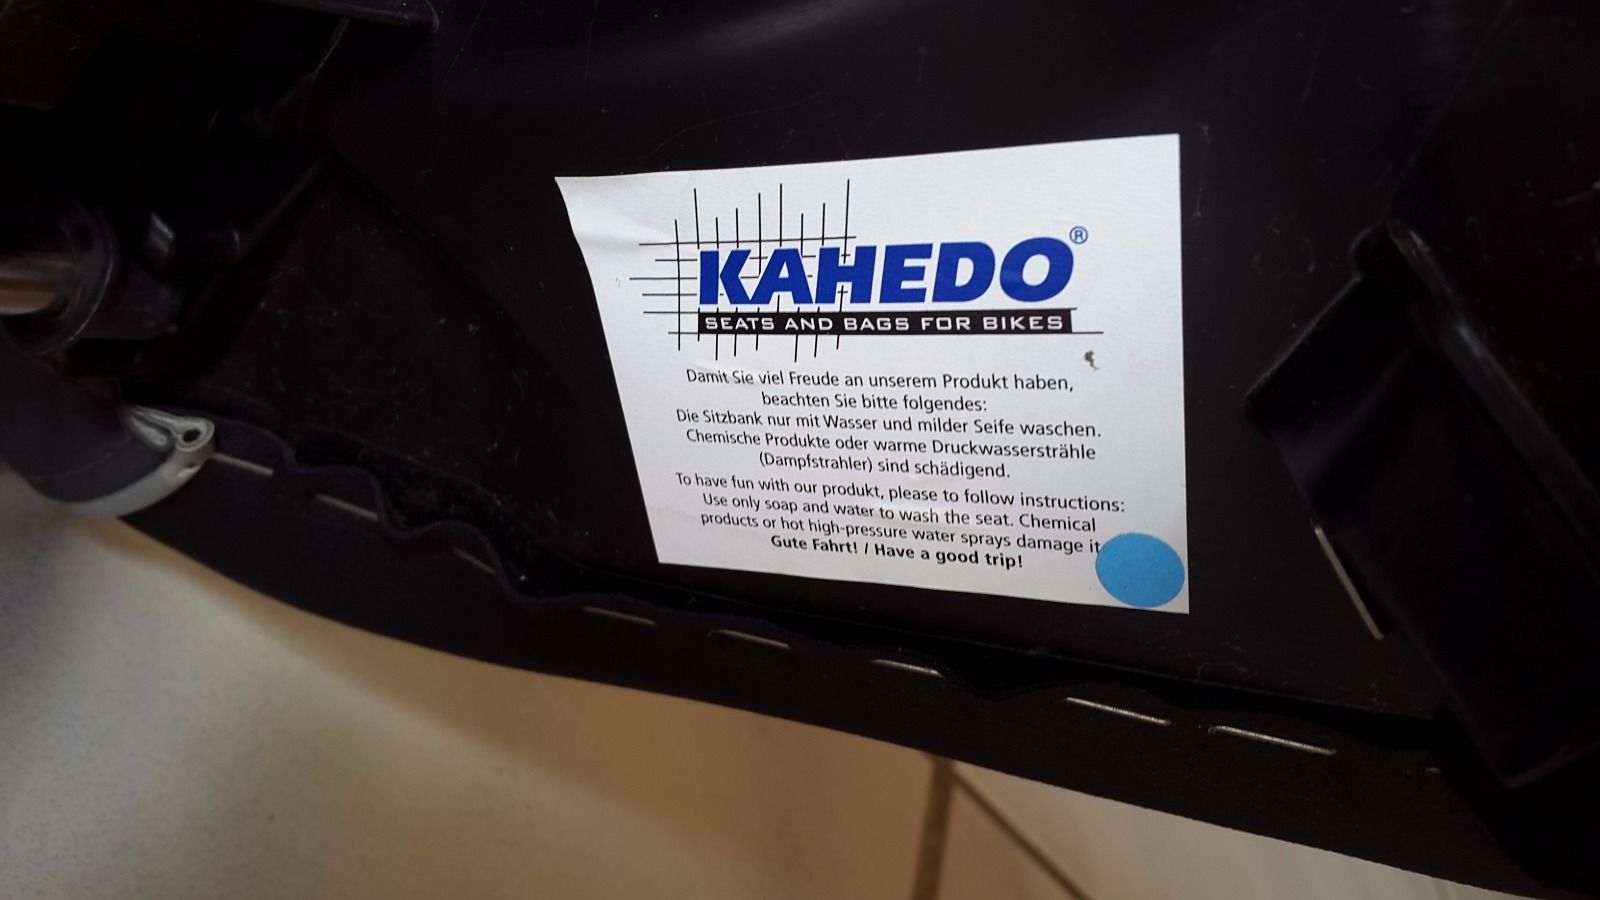 KAHEDO®
SEATS AND BAGS FOR BIKES
Damit Sie viel Freude an unserem Produkt haben,
beachten Sie bitte folgendes:
Die Sitzbank nur mit Wasser und milder Seife waschen.
Chemische Produkte oder warme Druckwassersträhle
(Dampfstrahler) sind schädigend.
To have fun with our produkt, please to follow instructions:
Use only soap and water to wash the seat. Chemical
products or hot high-pressure water sprays damage it
Gute Fahrt! / Have a good trip!